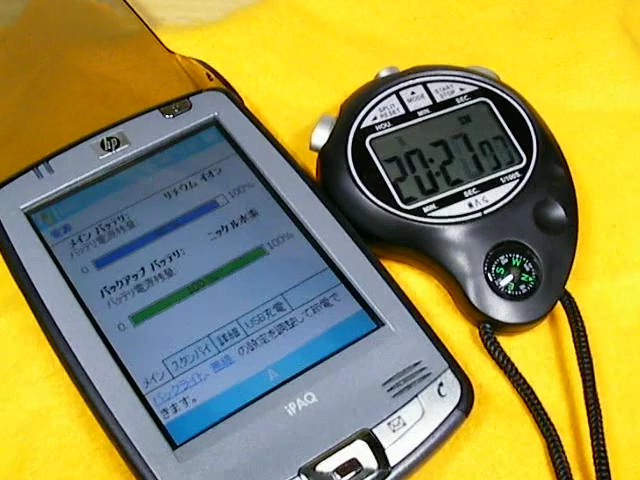 hp
電源
メイン バッテリ: リチウム イオン
バッテリ電源残量
0 100%
バックアップ バッテリ: ニッケル水素
バッテリ電源残量
0 100 100%
メイン スタンバイ 詳細 USB充電
バックライト、無線 の設定を調整して節電で
きます。
iPAQ
SPLIT RESET
MODE
START STOP
HOU. MIN. SEC.
20:27 03
MIN. SEC. 1/100S.
S W N